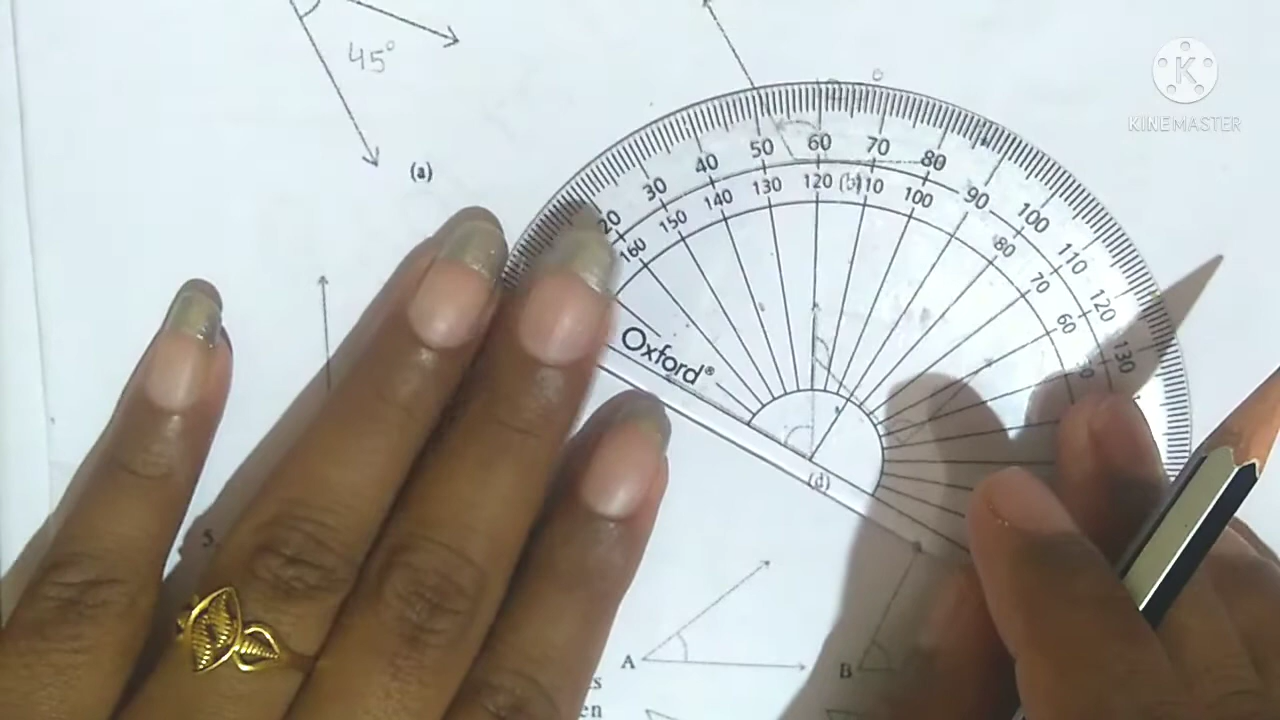 45°
(a)
K
KINEMASTER
20 30 40 50 60 70 80 90 100 110 120 130
160 150 140 130 120 110 100 80 70 60
(b)
Oxford®
(d)
5.
A
B
s
en